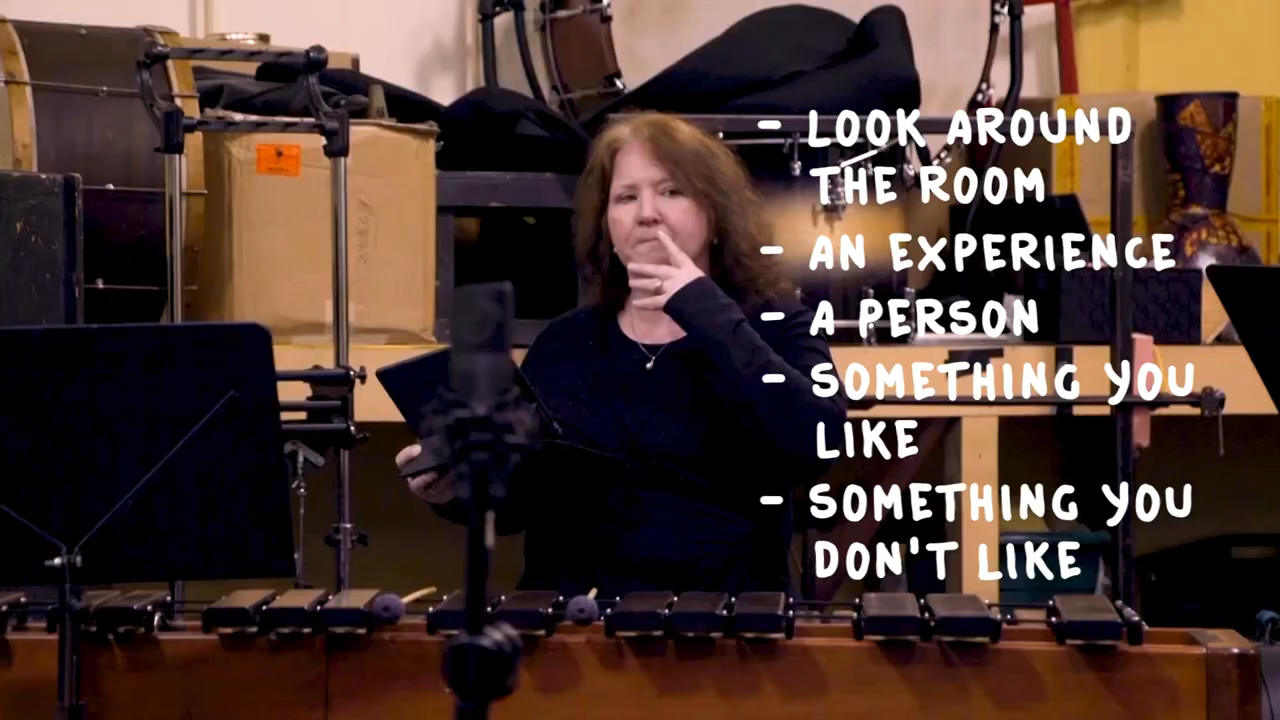 - LOOK AROUND
THE ROOM
- AN EXPERIENCE
- A PERSON
- SOMETHING YOU
LIKE
- SOMETHING YOU
DON'T LIKE